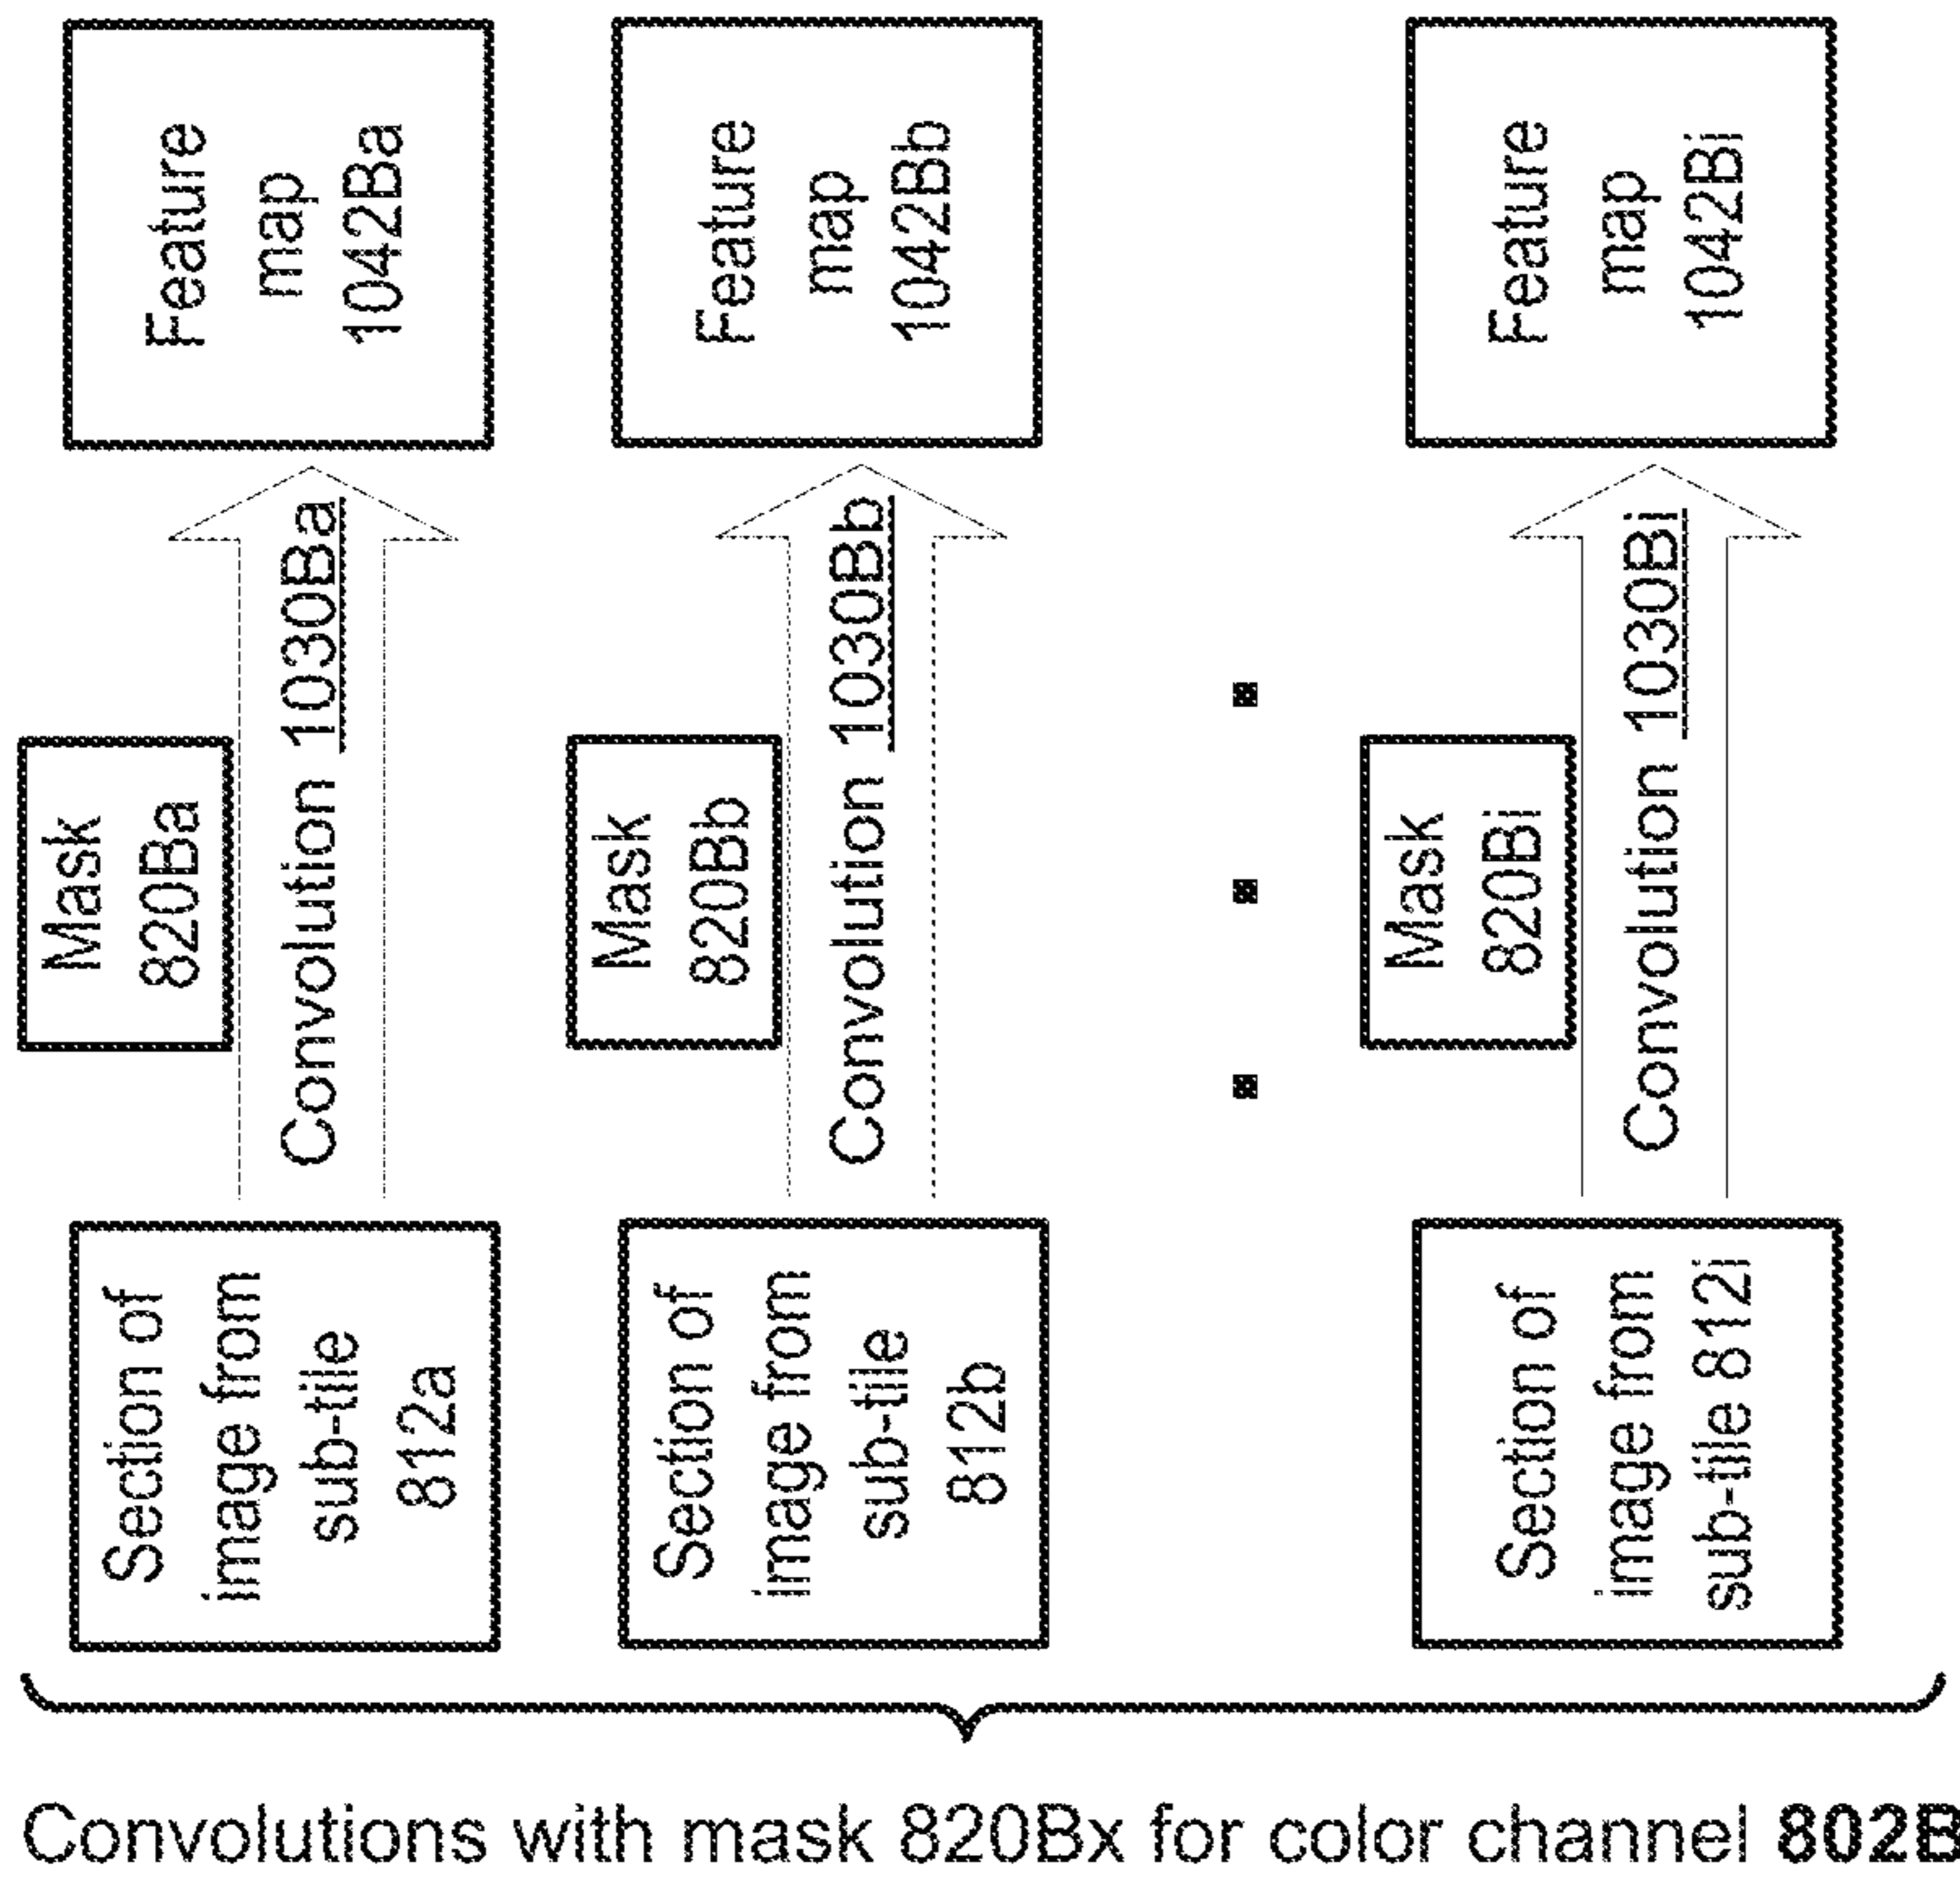 Section of
image from
sub-tile
812a
Mask
820Ba
Convolution 1030Ba
Feature
map
1042Ba
Section of
image from
sub-tile
812b
Mask
820Bb
Convolution 1030Bb
Feature
map
1042Bb
Section of
image from
sub-tile 812i
Mask
820Bi
Convolution 1030Bi
Feature
map
1042Bi
Convolutions with mask 820Bx for color channel 802B